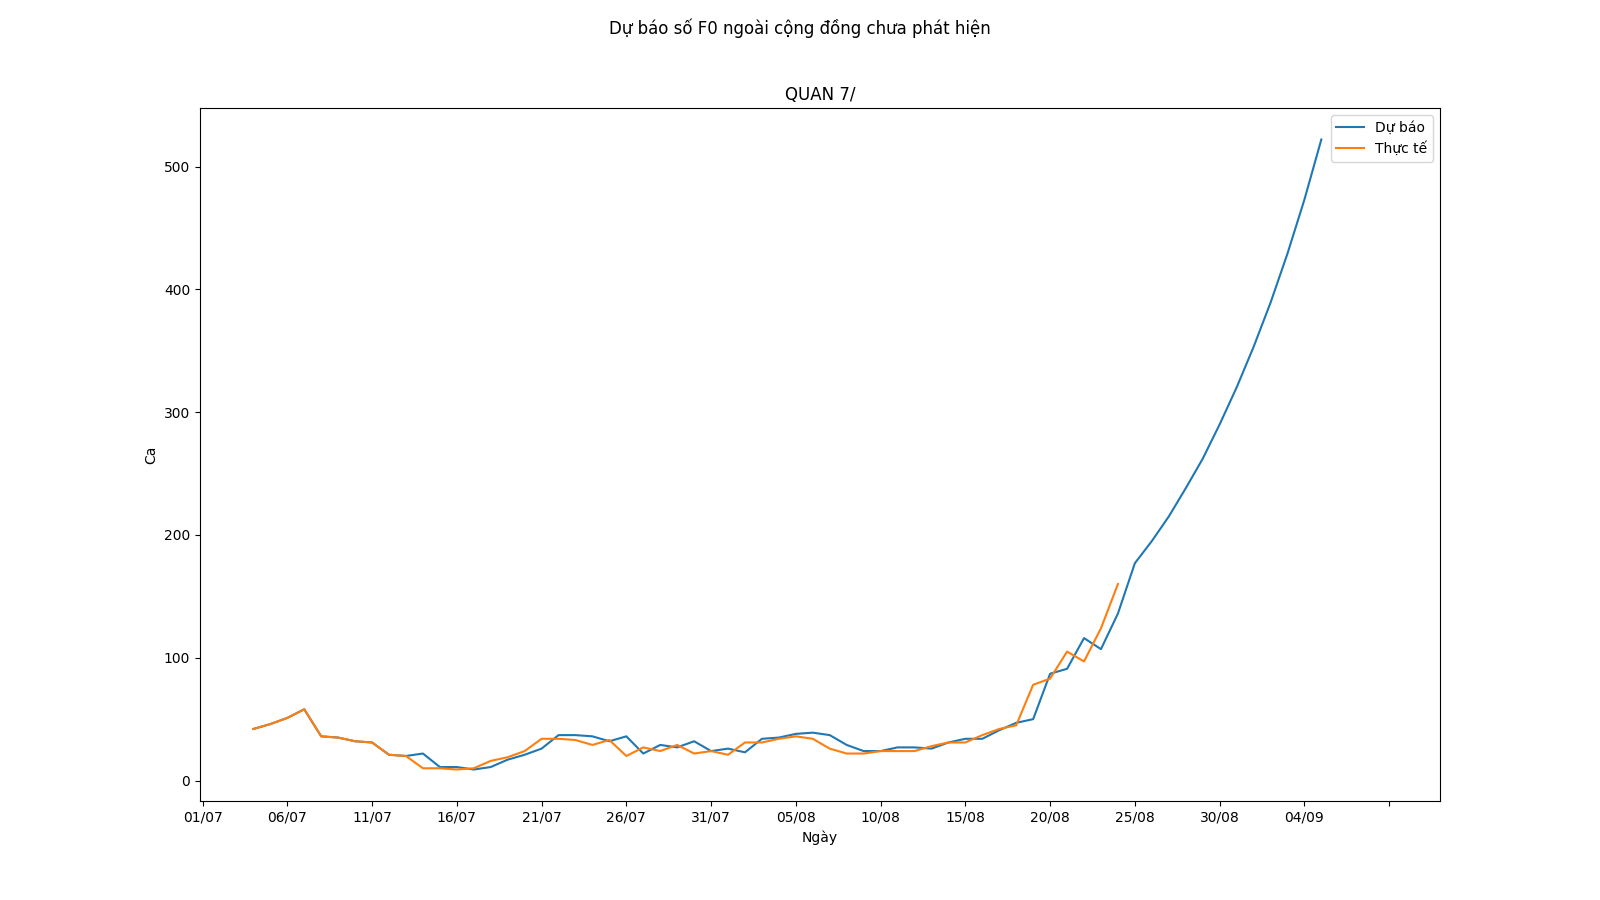 Dự báo số F0 ngoài cộng đồng chưa phát hiện
QUAN 7/
Dự báo
Thực tế
500
400
300
200
100
0
Ca
01/07 06/07 11/07 16/07 21/07 26/07 31/07 05/08 10/08 15/08 20/08 25/08 30/08 04/09
Ngày